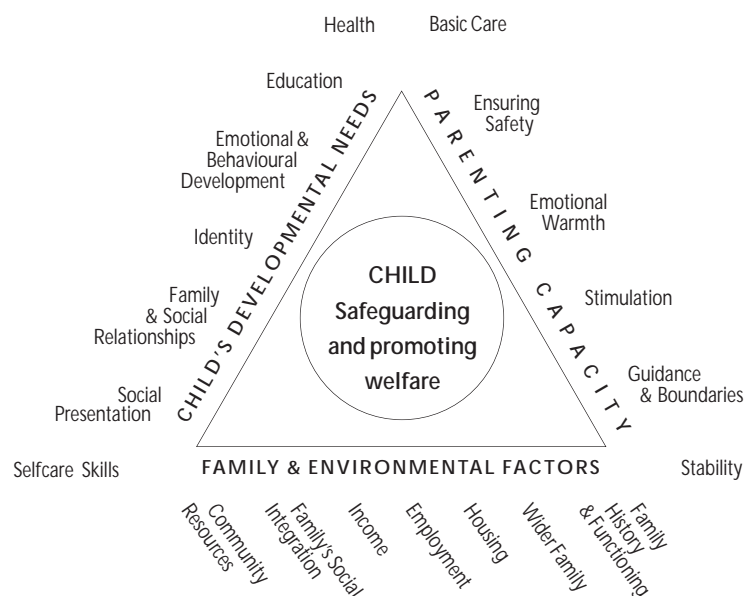 Health
Basic Care
Education
Ensuring
Safety
Emotional &
Behavioural
Development
Emotional
Warmth
Identity
Stimulation
Family
& Social
Relationships
Guidance
& Boundaries
Social
Presentation
Selfcare Skills
Stability
CHILD'S DEVELOPMENTAL NEEDS
PARENTING CAPACITY
CHILD
Safeguarding
and promoting
welfare
FAMILY & ENVIRONMENTAL FACTORS
Community
Resources
Family's Social
Integration
Income
Employment
Housing
Wider Family
Family
History
& Functioning